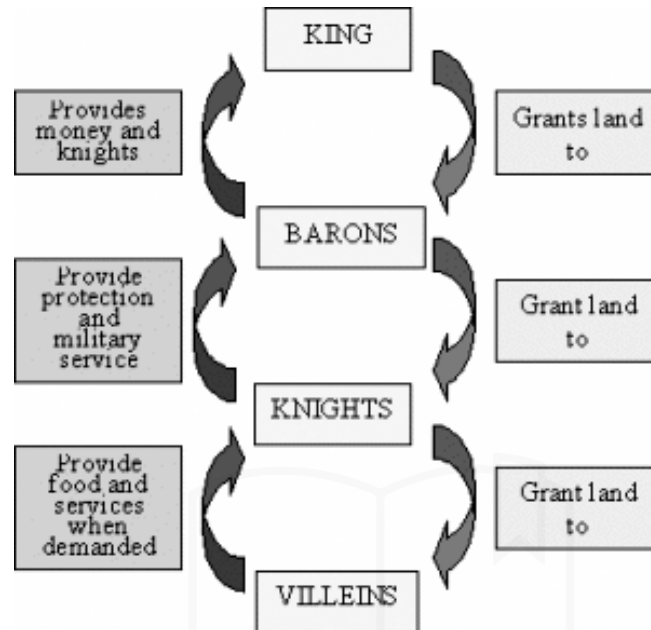 KING
Provides
money and
knights
Grants land
to
BARONS
Provide
protection
and
military
service
Grant land
to
KNIGHTS
Provide
food and
services
when
demanded
Grant land
to
VILLEINS